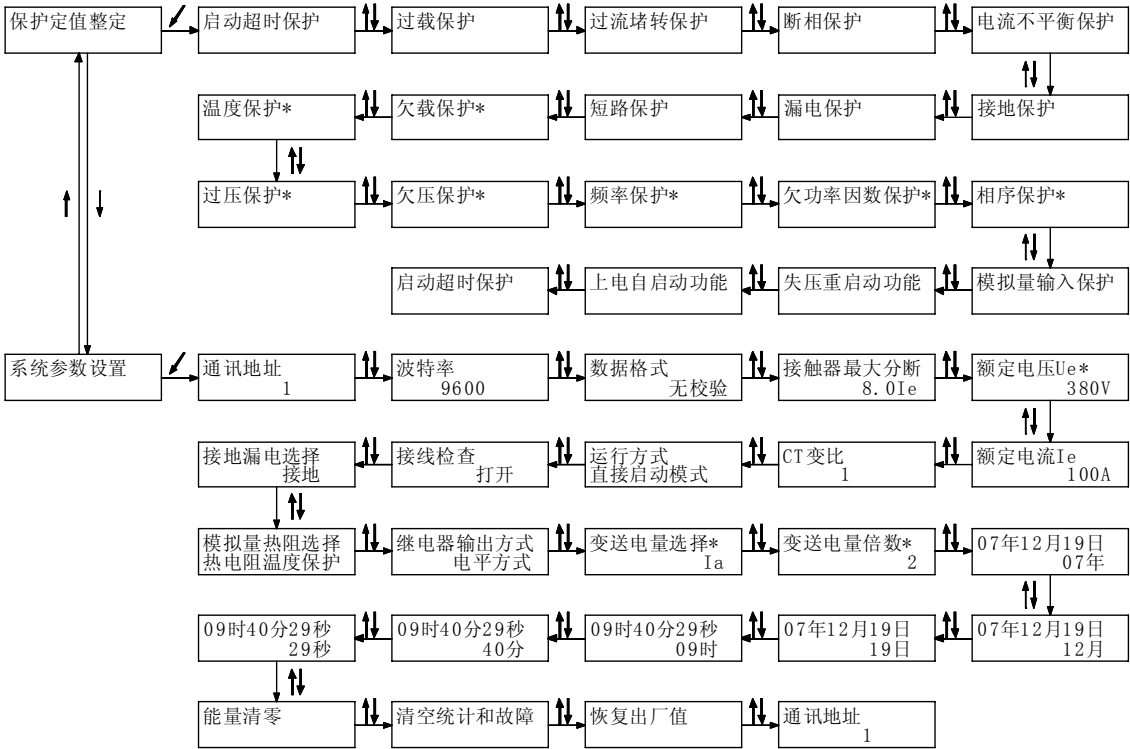 保护定值整定
启动超时保护
过载保护
过流堵转保护
断相保护
电流不平衡保护
温度保护*
欠载保护*
短路保护
漏电保护
接地保护
过压保护*
欠压保护*
频率保护*
欠功率因数保护*
相序保护*
启动超时保护
上电自启动功能
失压重启动功能
模拟量输入保护
系统参数设置
通讯地址
1
波特率
9600
数据格式
无校验
接触器最大分断
8.0Ie
额定电压Ue*
380V
接地漏电选择
接地
接线检查
打开
运行方式
直接启动模式
CT变比
1
额定电流Ie
100A
模拟量热阻选择
热电阻温度保护
继电器输出方式
电平方式
变送电量选择*
Ia
变送电量倍数*
2
07年12月19日
07年
09时40分29秒
29秒
09时40分29秒
40分
09时40分29秒
09时
07年12月19日
19日
07年12月19日
12月
能量清零
清空统计和故障
恢复出厂值
通讯地址
1